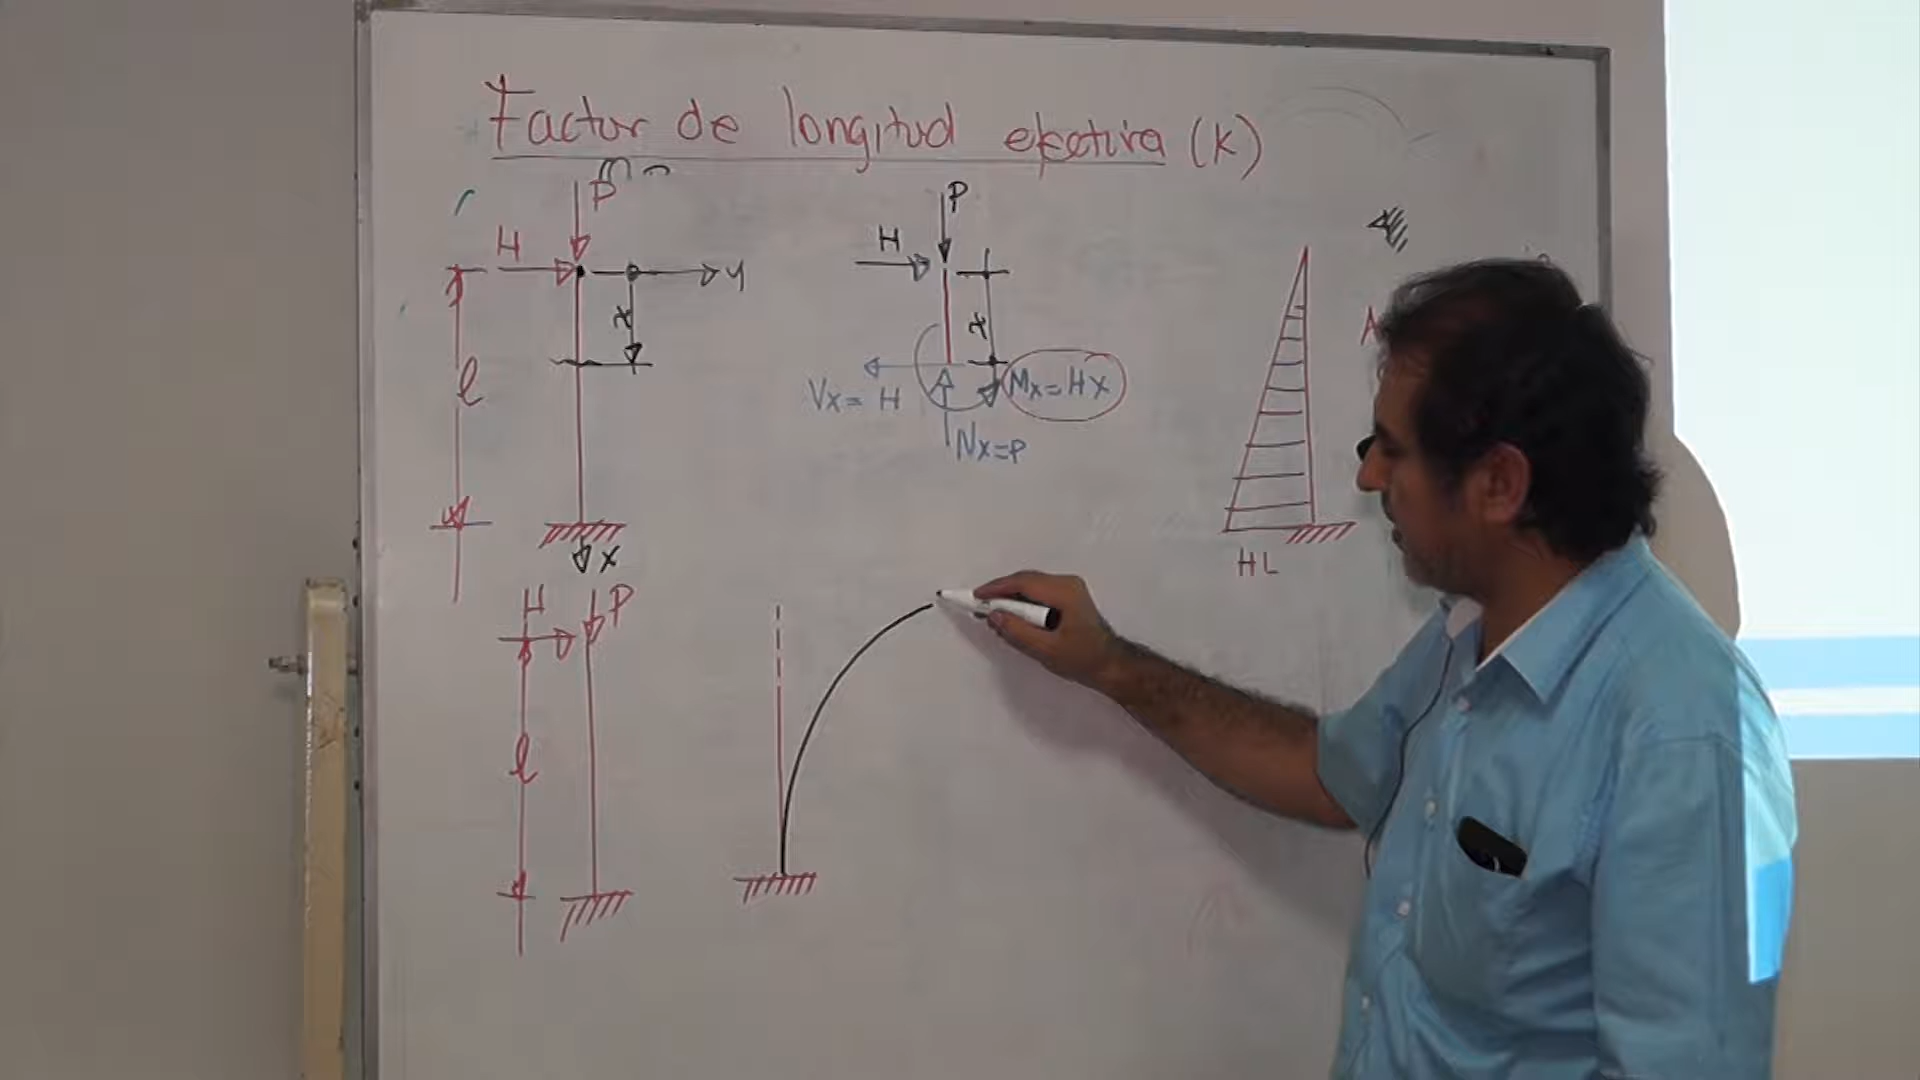 Factor de longitud efectiva (K)
P
H
y
x
l
x
P
H
x
Vx = H
Mx = Hx
Nx = P
HL
H P
l